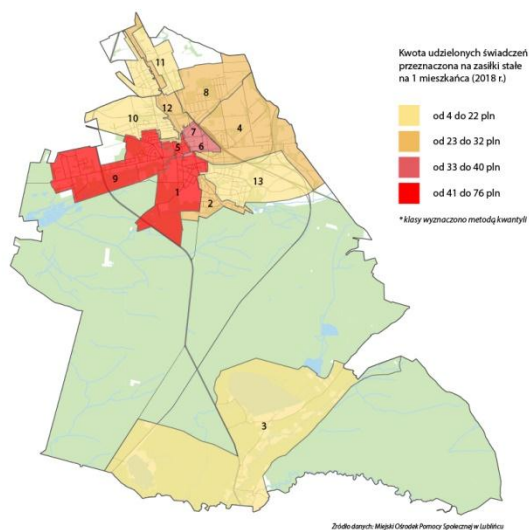 Kwota udzielonych świadczeń
przeznaczona na zasiłki stałe
na 1 mieszkańca (2018 r.)
od 4 do 22 pln
od 23 do 32 pln
od 33 do 40 pln
od 41 do 76 pln
* klasy wyznaczono metodą kwantyli
11
8
12
10
4
7
5
6
9
13
1
2
3
Źródło danych: Miejski Ośrodek Pomocy Społecznej w Lublińcu